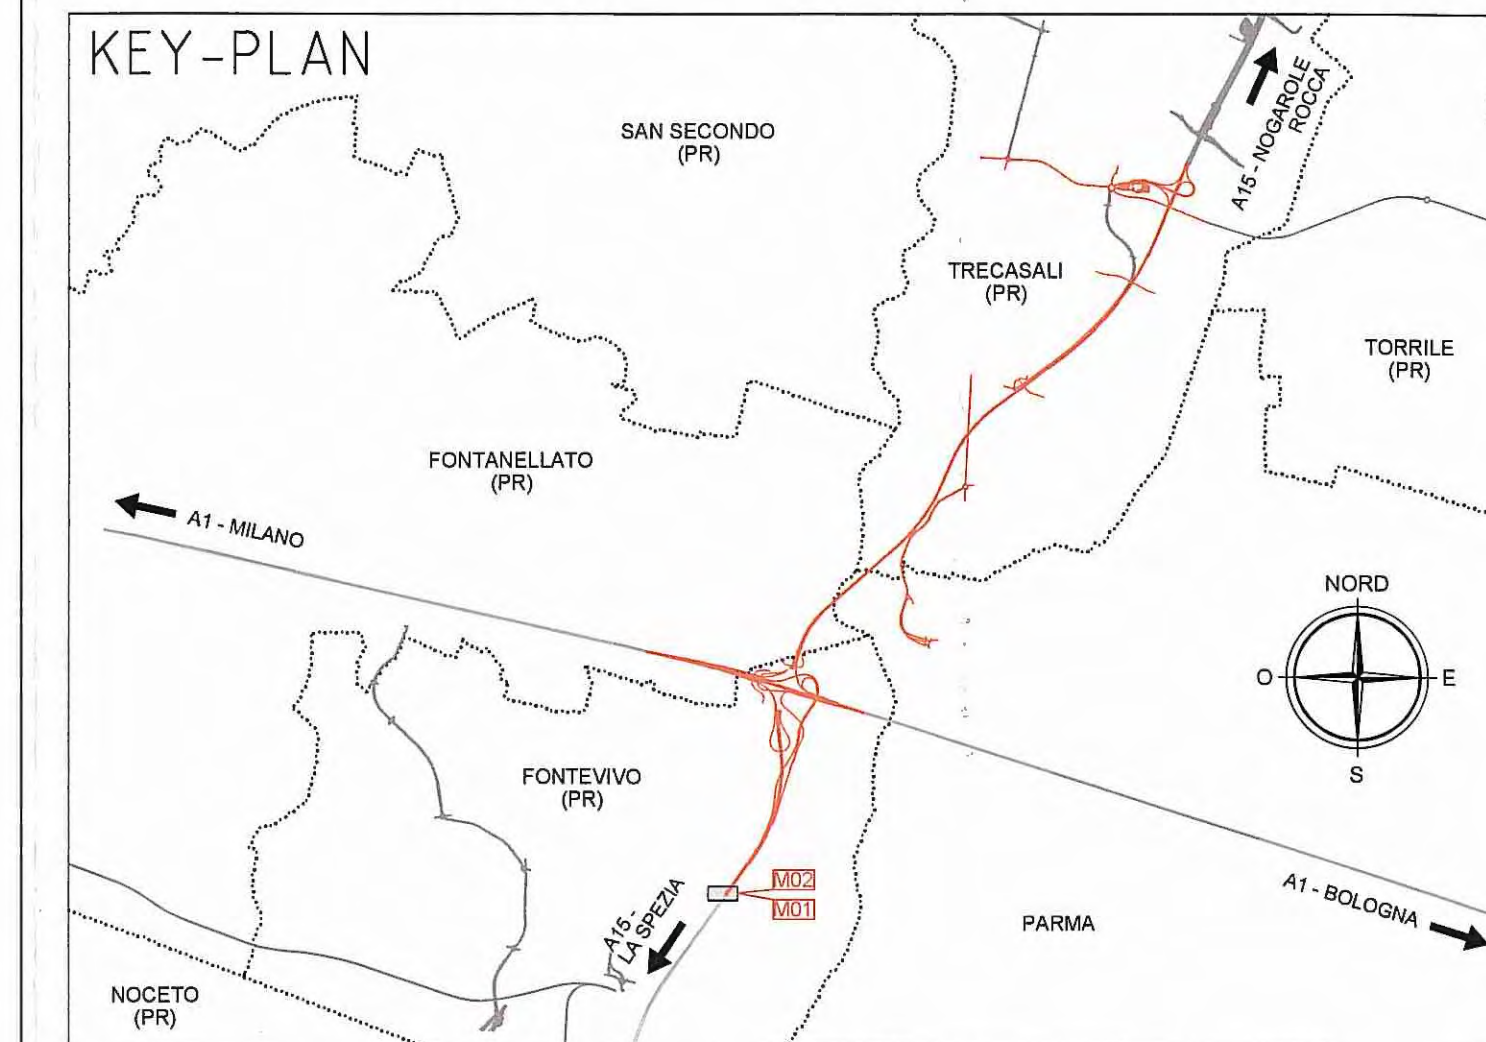 KEY-PLAN
SAN SECONDO
(PR)
A15 - NOGAROLE
ROCCA
TRECASALI
(PR)
TORRILE
(PR)
FONTANELLATO
(PR)
A1 - MILANO
NORD
O
E
S
FONTEVIVO
(PR)
M02
M01
A15 -
LA SPEZIA
A1 - BOLOGNA
PARMA
NOCETO
(PR)